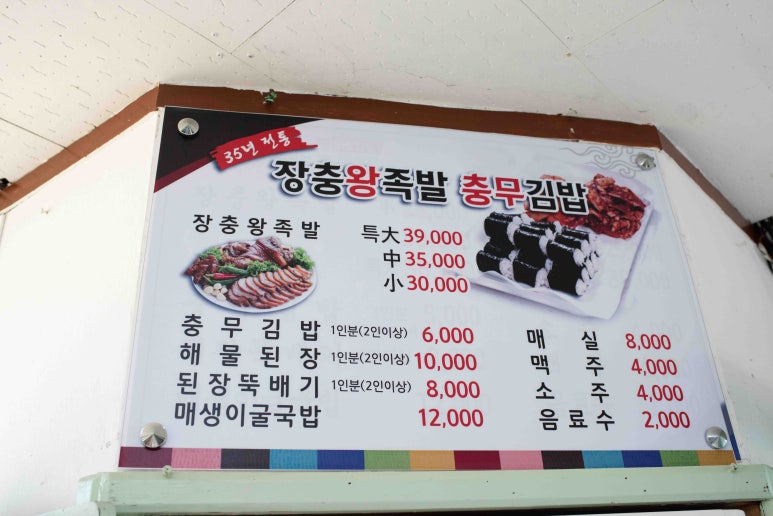 35년 전통
장충왕족발 충무김밥
장충왕족발 特大 39,000
中 35,000
小 30,000
충무김밥 1인분(2인이상) 6,000
해물된장 1인분(2인이상) 10,000
된장뚝배기 1인분(2인이상) 8,000
매생이굴국밥 12,000
매실 8,000
맥주 4,000
소주 4,000
음료수 2,000